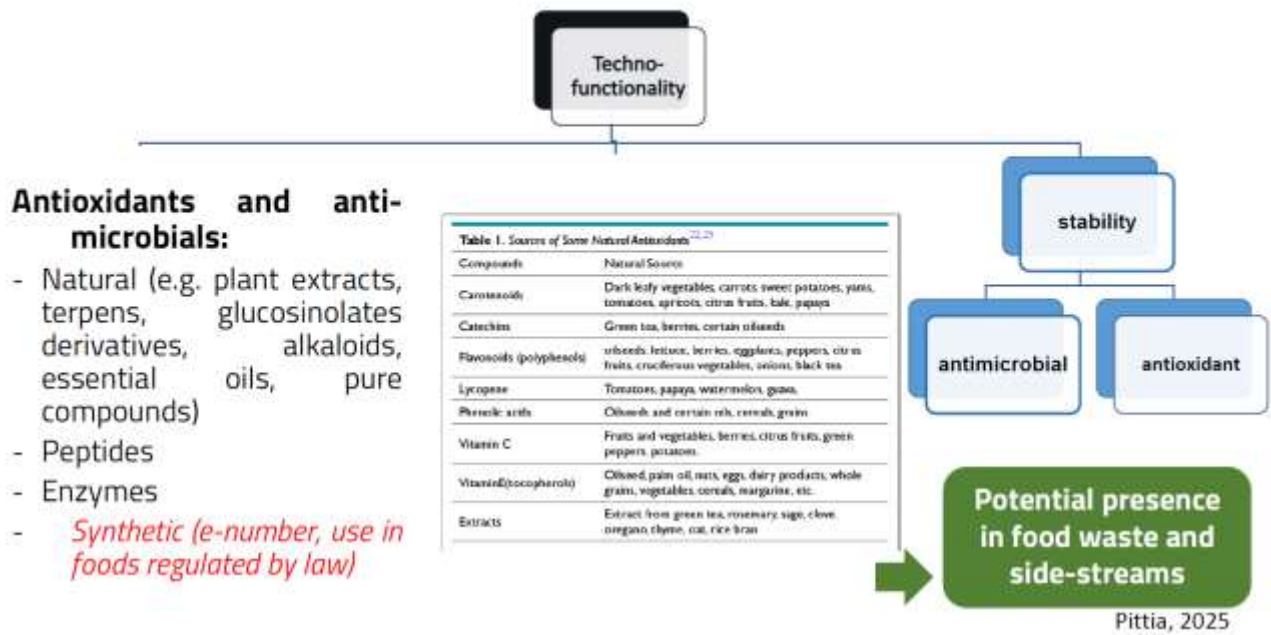 Techno-
functionality
Antioxidants and anti-
microbials:
- Natural (e.g. plant extracts,
terpens, glucosinolates
derivatives, alkaloids,
essential oils, pure
compounds)
- Peptides
- Enzymes
- Synthetic (e-number, use in
foods regulated by law)
Table 1. Sources of Some Natural Antioxidants22,23
Compounds Natural Source
Carotenoids Dark leafy vegetables, carrots, sweet potatoes, yams,
tomatoes, apricots, citrus fruits, kale, papaya
Catechins Green tea, berries, certain oilseeds
Flavonoids (polyphenols) oilseeds, lettuce, berries, eggplants, peppers, citrus
fruits, cruciferous vegetables, onions, black tea
Lycopene Tomatoes, papaya, watermelon, guava,
Phenolic acids Oilseeds and certain oils, cereals, grains
Vitamin C Fruits and vegetables, berries, citrus fruits, green
peppers, potatoes.
VitaminE(tocopherols) Oilseed, palm oil, nuts, eggs, dairy products, whole
grains, vegetables, cereals, margarine, etc.
Extracts Extract from green tea, rosemary, sage, clove,
oregano, thyme, oat, rice bran
stability
antimicrobial
antioxidant
Potential presence
in food waste and
side-streams
Pittia, 2025